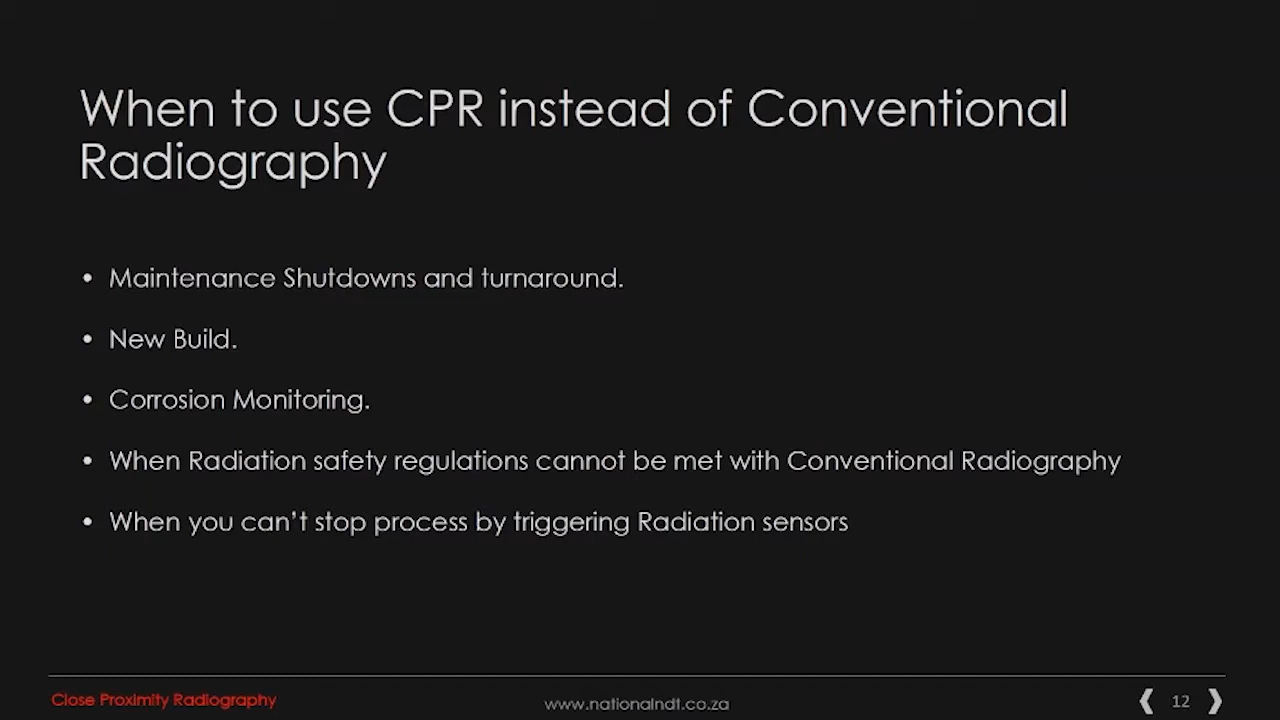 When to use CPR instead of Conventional
Radiography
• Maintenance Shutdowns and turnaround.
• New Build.
• Corrosion Monitoring.
• When Radiation safety regulations cannot be met with Conventional Radiography
• When you can’t stop process by triggering Radiation sensors
Close Proximity Radiography
www.nationalndt.co.za
12